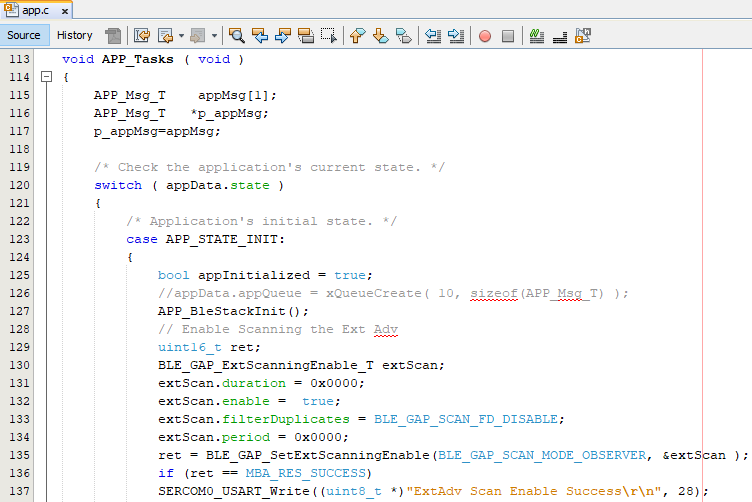 app.c
Source History
113 void APP_Tasks ( void )
114 {
115 APP_Msg_T appMsg[1];
116 APP_Msg_T *p_appMsg;
117 p_appMsg=appMsg;
118
119 /* Check the application's current state. */
120 switch ( appData.state )
121 {
122 /* Application's initial state. */
123 case APP_STATE_INIT:
124 {
125 bool appInitialized = true;
126 //appData.appQueue = xQueueCreate( 10, sizeof(APP_Msg_T) );
127 APP_BleStackInit();
128 // Enable Scanning the Ext Adv
129 uint16_t ret;
130 BLE_GAP_ExtScanningEnable_T extScan;
131 extScan.duration = 0x0000;
132 extScan.enable = true;
133 extScan.filterDuplicates = BLE_GAP_SCAN_FD_DISABLE;
134 extScan.period = 0x0000;
135 ret = BLE_GAP_SetExtScanningEnable(BLE_GAP_SCAN_MODE_OBSERVER, &extScan );
136 if (ret == MBA_RES_SUCCESS)
137 SERCOM0_USART_Write((uint8_t *)"ExtAdv Scan Enable Success\r\n", 28);